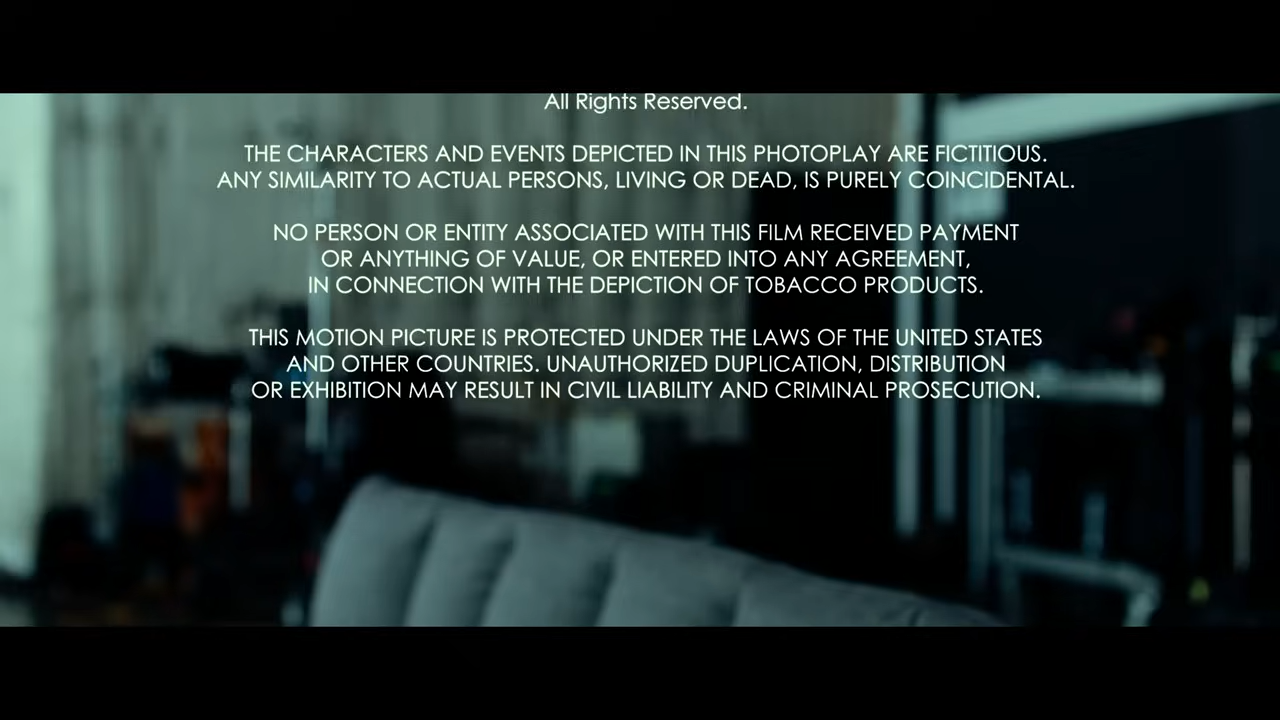 All Rights Reserved.
THE CHARACTERS AND EVENTS DEPICTED IN THIS PHOTOPLAY ARE FICTITIOUS.
ANY SIMILARITY TO ACTUAL PERSONS, LIVING OR DEAD, IS PURELY COINCIDENTAL.
NO PERSON OR ENTITY ASSOCIATED WITH THIS FILM RECEIVED PAYMENT
OR ANYTHING OF VALUE, OR ENTERED INTO ANY AGREEMENT,
IN CONNECTION WITH THE DEPICTION OF TOBACCO PRODUCTS.
THIS MOTION PICTURE IS PROTECTED UNDER THE LAWS OF THE UNITED STATES
AND OTHER COUNTRIES. UNAUTHORIZED DUPLICATION, DISTRIBUTION
OR EXHIBITION MAY RESULT IN CIVIL LIABILITY AND CRIMINAL PROSECUTION.